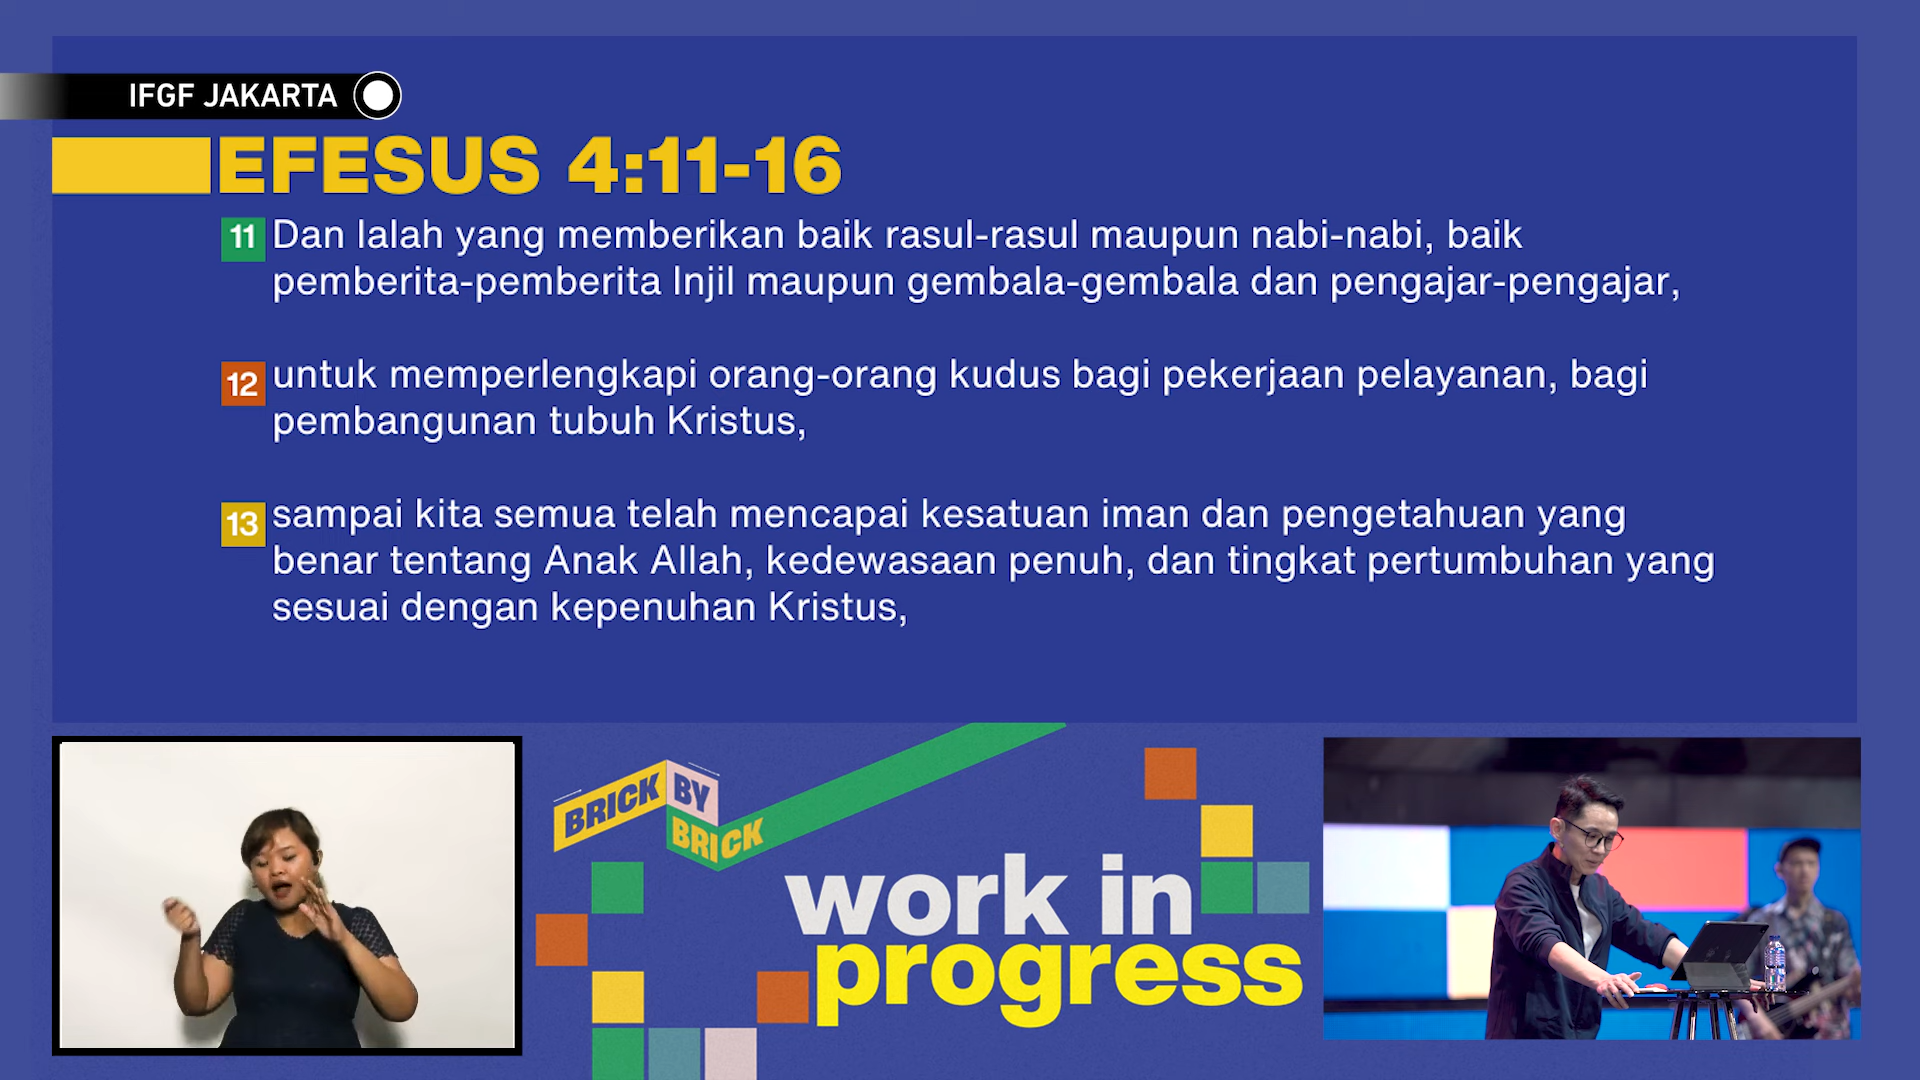 IFGF JAKARTA
EFESUS 4:11-16
11 Dan Ialah yang memberikan baik rasul-rasul maupun nabi-nabi, baik
pemberita-pemberita Injil maupun gembala-gembala dan pengajar-pengajar,
12 untuk memperlengkapi orang-orang kudus bagi pekerjaan pelayanan, bagi
pembangunan tubuh Kristus,
13 sampai kita semua telah mencapai kesatuan iman dan pengetahuan yang
benar tentang Anak Allah, kedewasaan penuh, dan tingkat pertumbuhan yang
sesuai dengan kepenuhan Kristus,
BRICK BY
BRICK
work in
progress